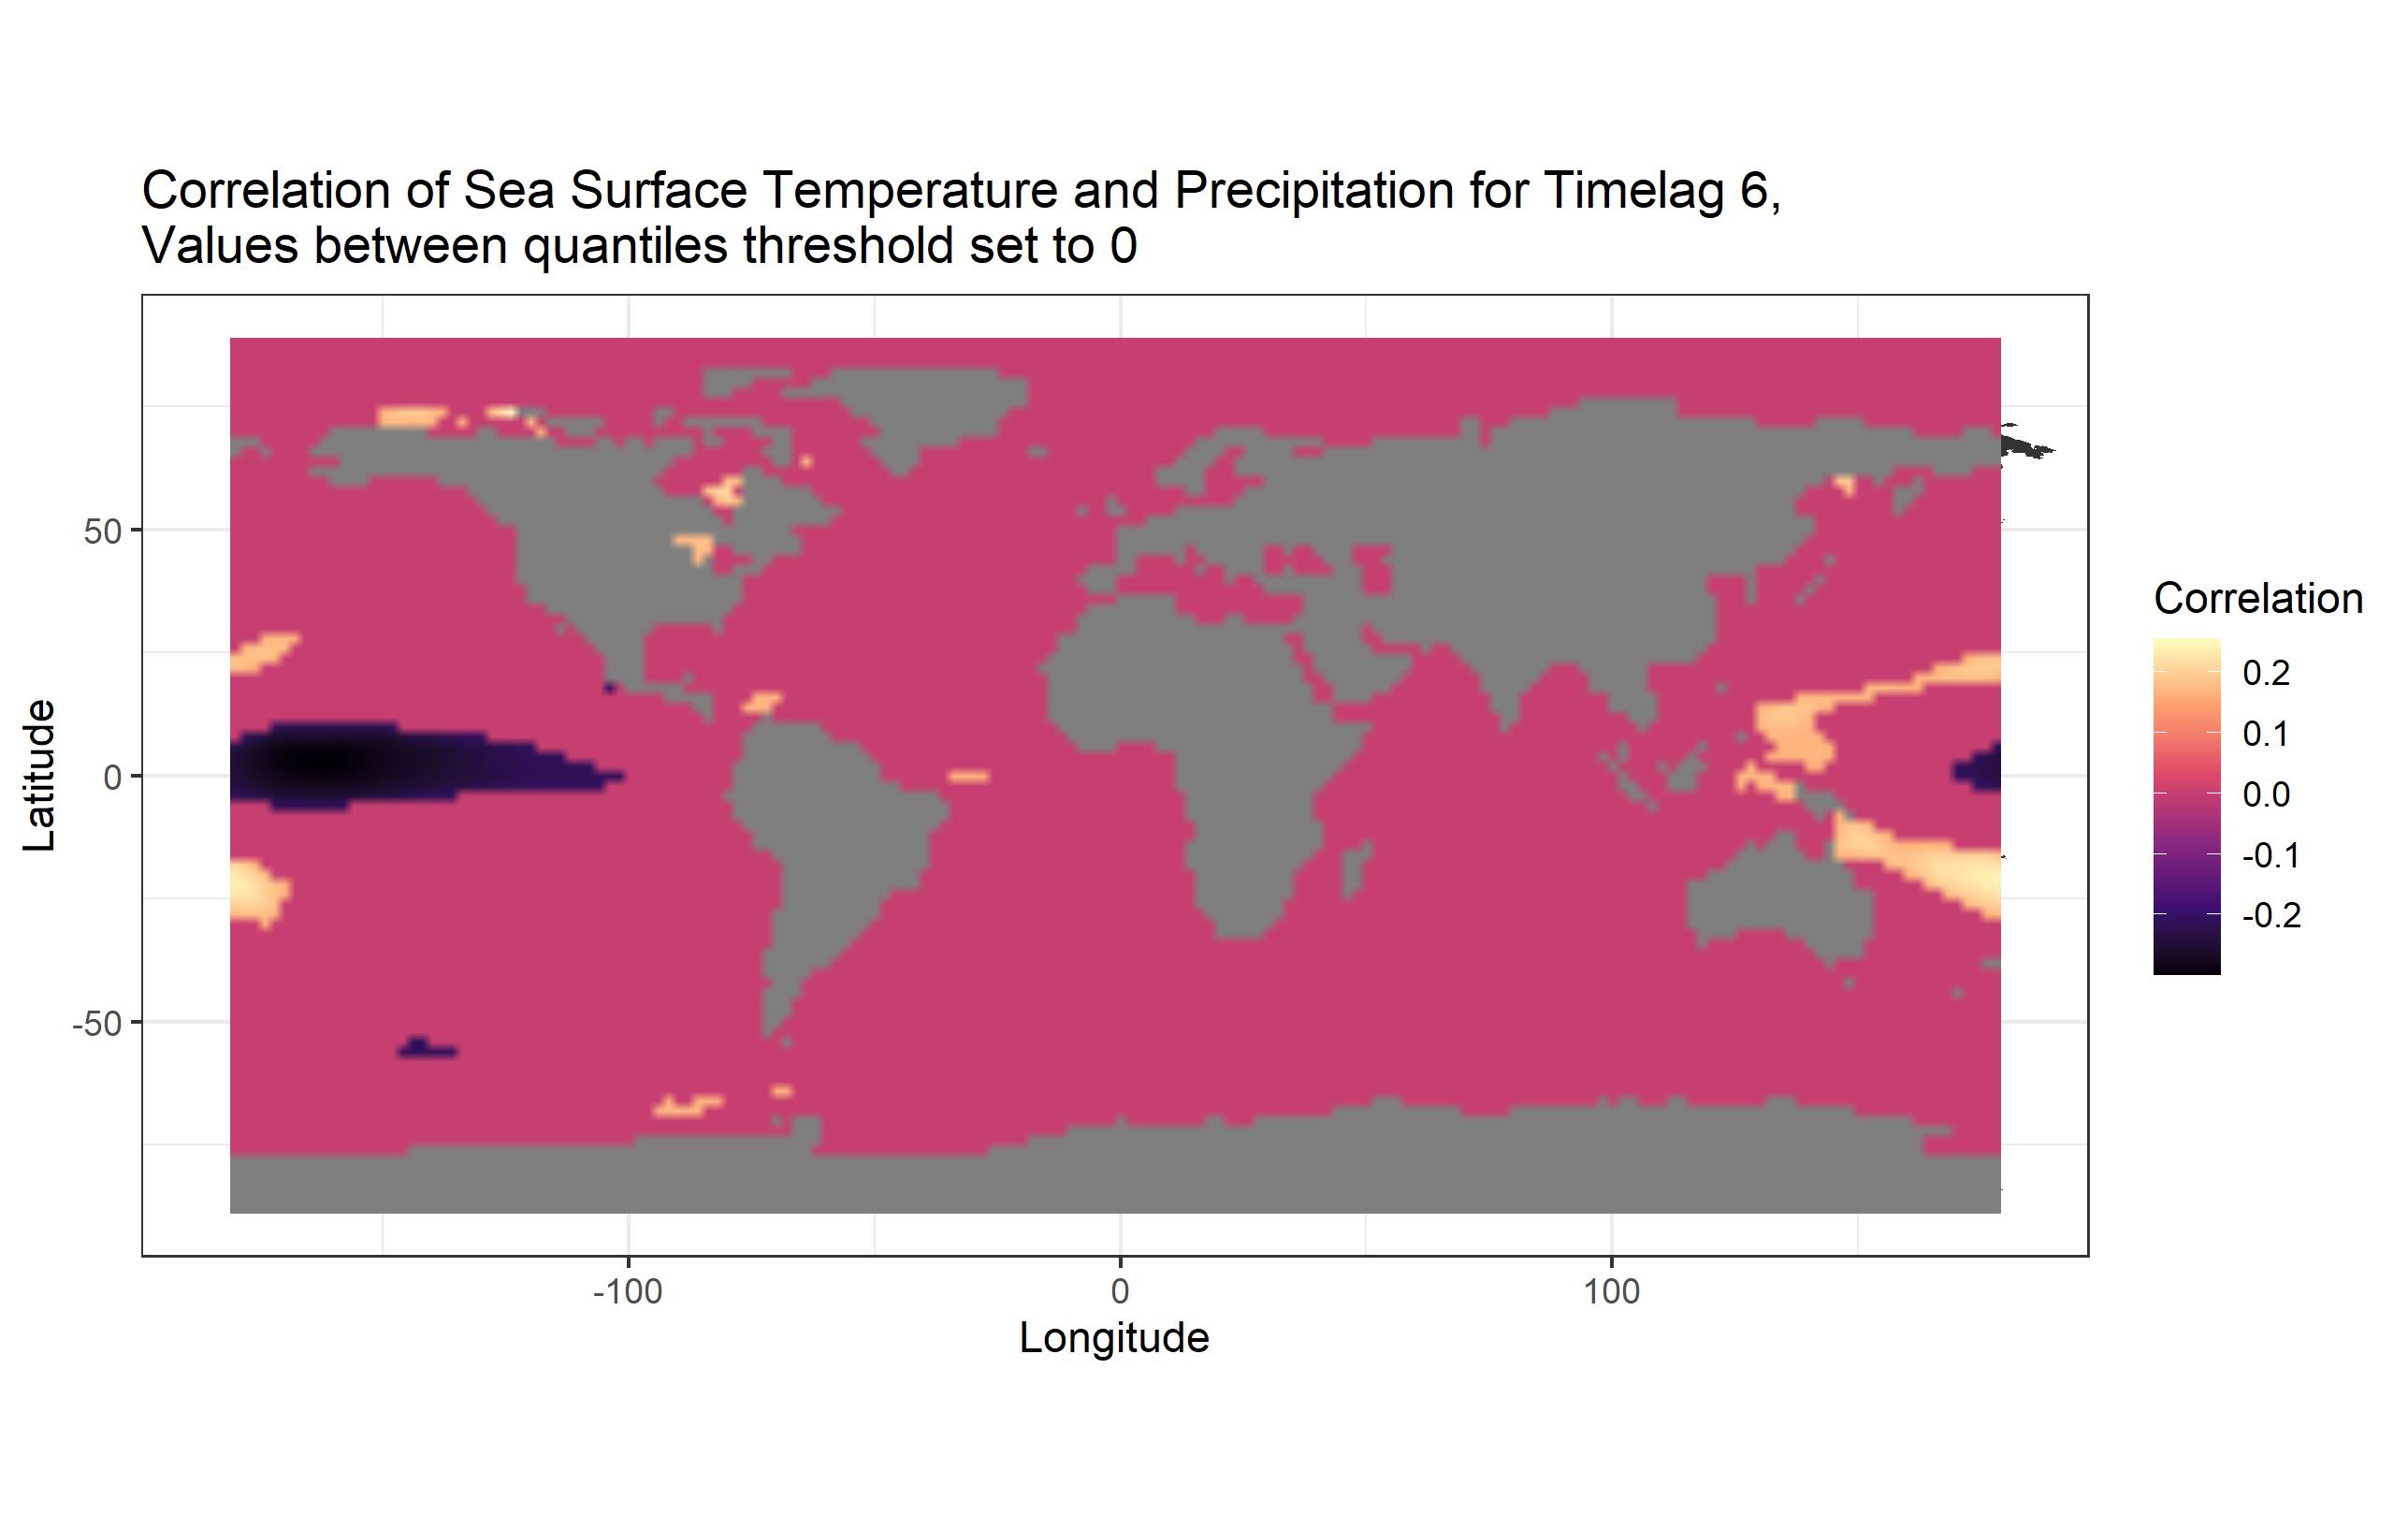 Correlation of Sea Surface Temperature and Precipitation for Timelag 6,
Values between quantiles threshold set to 0
50
0
-50
Latitude
-100 0 100
Longitude
Correlation
0.2
0.1
0.0
-0.1
-0.2